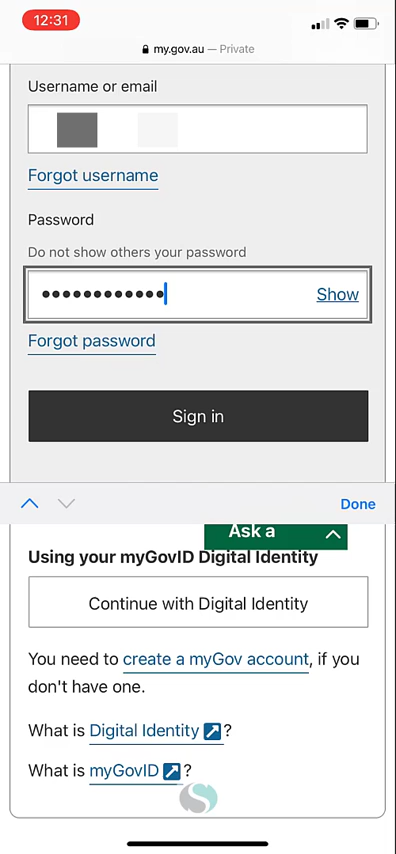 12:31
my.gov.au — Private
Username or email
Forgot username
Password
Do not show others your password
●●●●●●●●●●●●
Show
Forgot password
Sign in
Done
Ask a
Using your myGovID Digital Identity
Continue with Digital Identity
You need to create a myGov account, if you
don't have one.
What is Digital Identity ?
What is myGovID ?